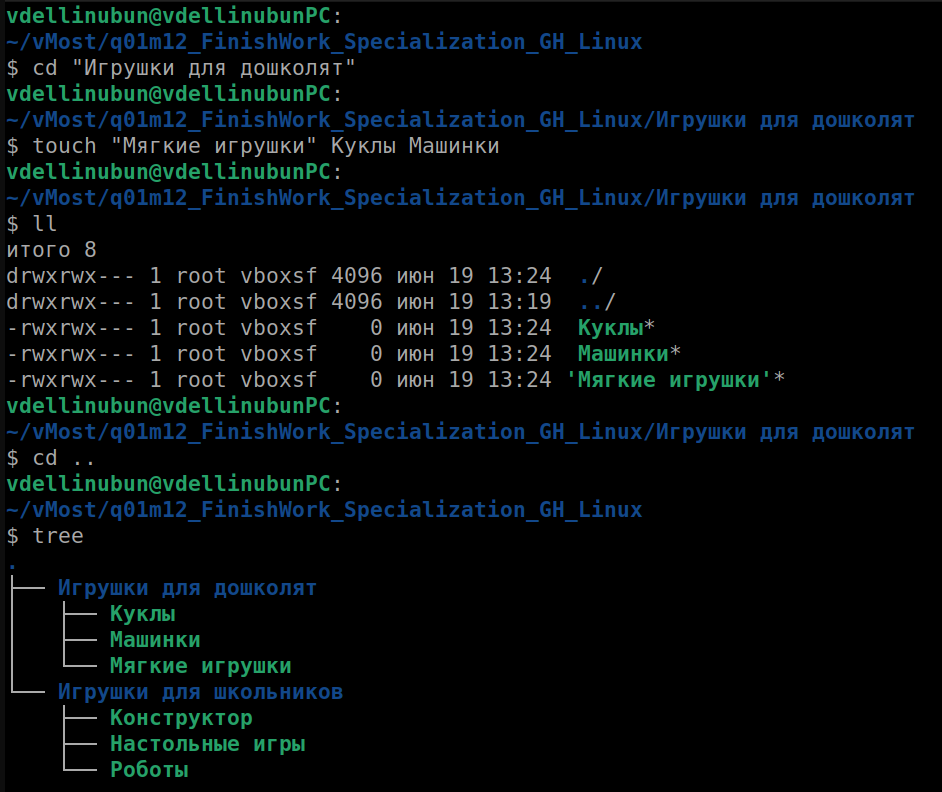 vdellinubun@vdellinubunPC:
~/vMost/q01m12_FinishWork_Specialization_GH_Linux
$ cd "Игрушки для дошколят"
vdellinubun@vdellinubunPC:
~/vMost/q01m12_FinishWork_Specialization_GH_Linux/Игрушки для дошколят
$ touch "Мягкие игрушки" Куклы Машинки
vdellinubun@vdellinubunPC:
~/vMost/q01m12_FinishWork_Specialization_GH_Linux/Игрушки для дошколят
$ ll
итого 8
drwxrwx--- 1 root vboxsf 4096 июн 19 13:24  ./
drwxrwx--- 1 root vboxsf 4096 июн 19 13:19  ../
-rwxrwx--- 1 root vboxsf    0 июн 19 13:24  Куклы*
-rwxrwx--- 1 root vboxsf    0 июн 19 13:24  Машинки*
-rwxrwx--- 1 root vboxsf    0 июн 19 13:24 'Мягкие игрушки'*
vdellinubun@vdellinubunPC:
~/vMost/q01m12_FinishWork_Specialization_GH_Linux/Игрушки для дошколят
$ cd ..
vdellinubun@vdellinubunPC:
~/vMost/q01m12_FinishWork_Specialization_GH_Linux
$ tree
.
├── Игрушки для дошколят
│   ├── Куклы
│   ├── Машинки
│   └── Мягкие игрушки
└── Игрушки для школьников
    ├── Конструктор
    ├── Настольные игры
    └── Роботы